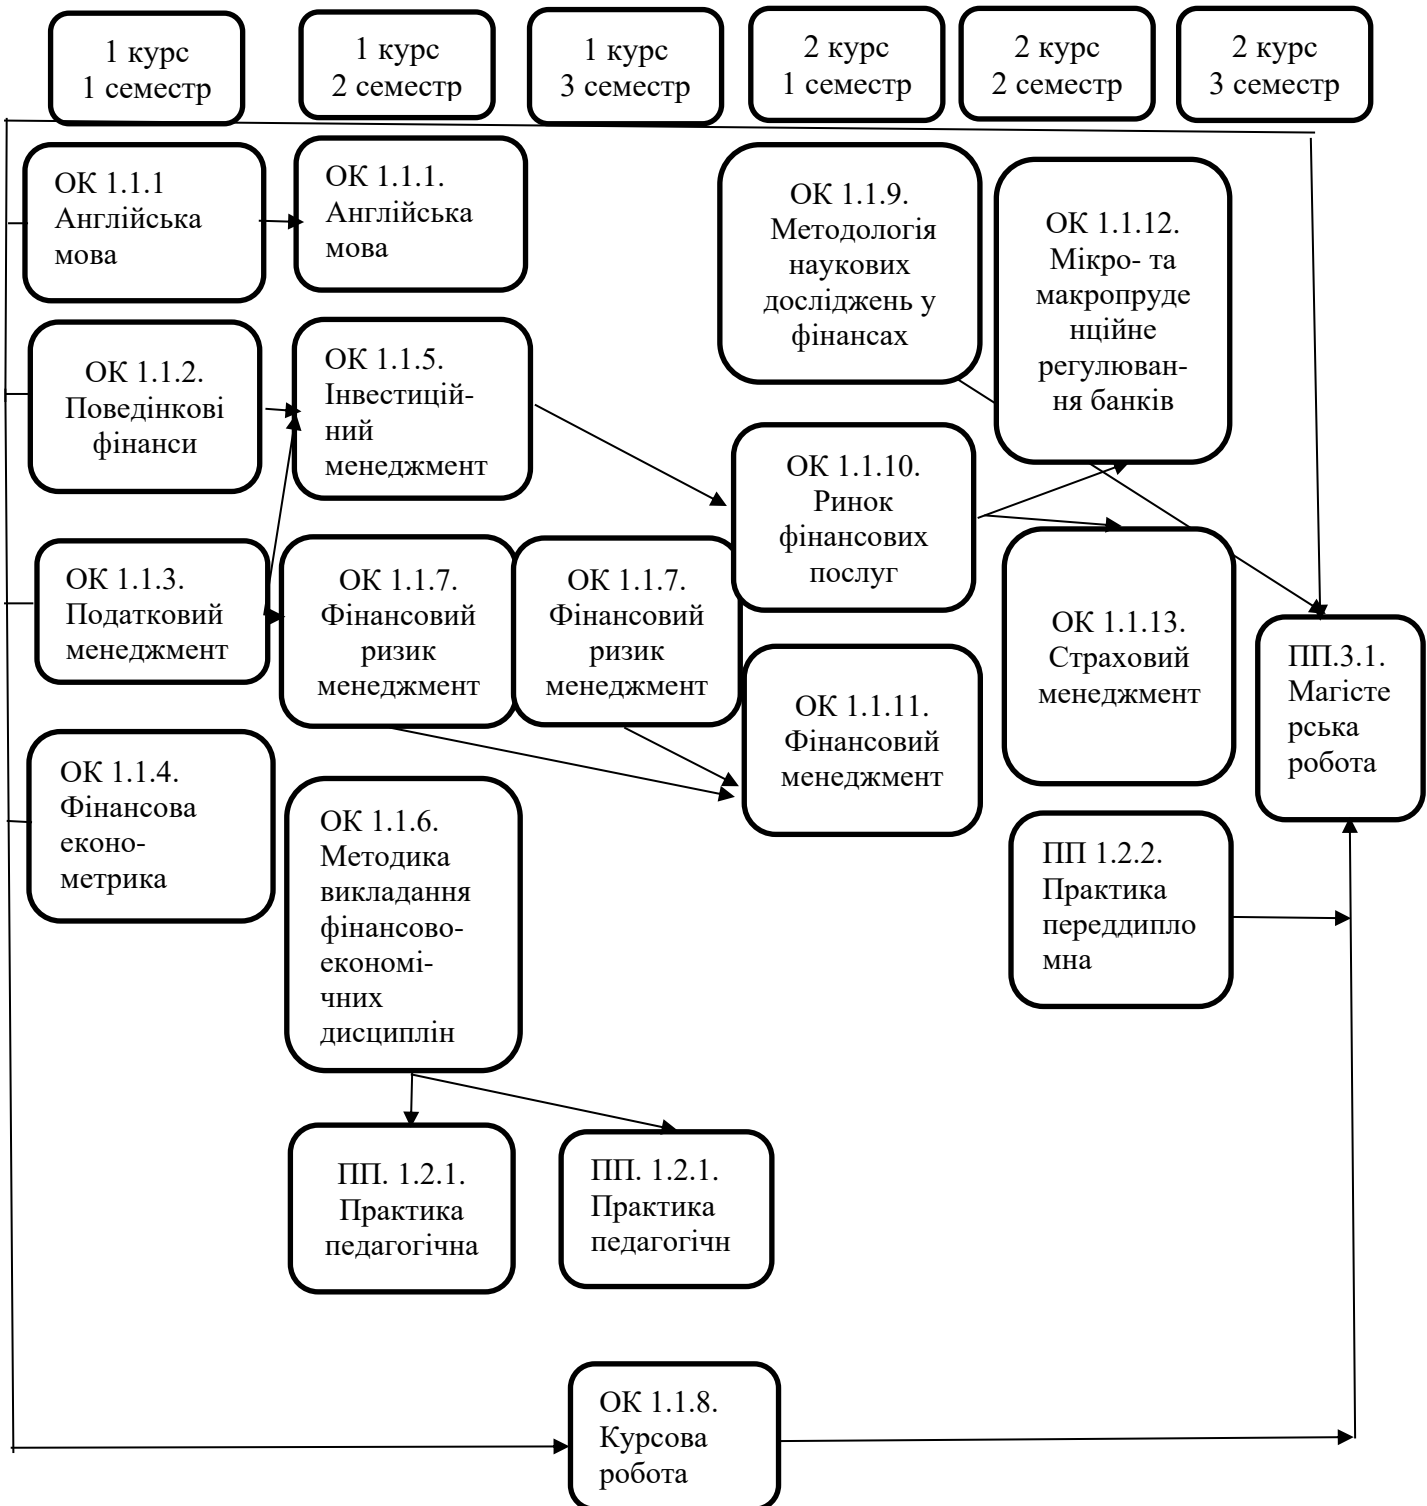 1 курс
1 семестр
1 курс
2 семестр
1 курс
3 семестр
2 курс
1 семестр
2 курс
2 семестр
2 курс
3 семестр
ОК 1.1.1
Англійська
мова
ОК 1.1.1.
Англійська
мова
ОК 1.1.9.
Методологія
наукових
досліджень у
фінансах
ОК 1.1.12.
Мікро- та
макропруде
нційне
регулюван-
ня банків
ОК 1.1.2.
Поведінкові
фінанси
ОК 1.1.5.
Інвестицій-
ний
менеджмент
ОК 1.1.10.
Ринок
фінансових
послуг
ОК 1.1.3.
Податковий
менеджмент
ОК 1.1.7.
Фінансовий
ризик
менеджмент
ОК 1.1.7.
Фінансовий
ризик
менеджмент
ОК 1.1.13.
Страховий
менеджмент
ПП.3.1.
Магісте
рська
робота
ОК 1.1.11.
Фінансовий
менеджмент
ОК 1.1.4.
Фінансова
еконо-
метрика
ОК 1.1.6.
Методика
викладання
фінансово-
економі-
чних
дисциплін
ПП 1.2.2.
Практика
переддипло
мна
ПП. 1.2.1.
Практика
педагогічна
ПП. 1.2.1.
Практика
педагогічн
ОК 1.1.8.
Курсова
робота